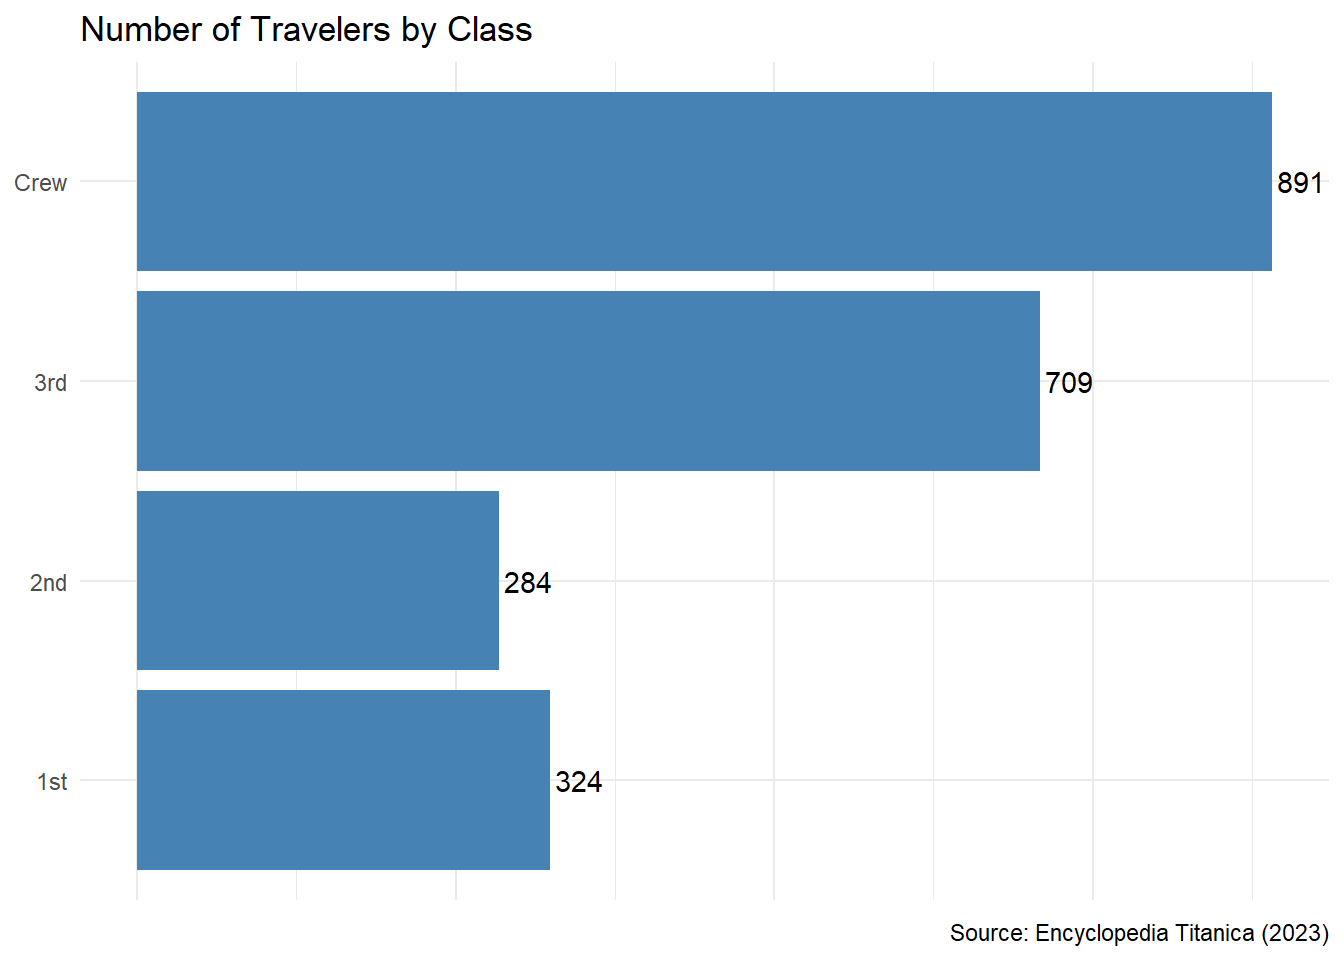 Number of Travelers by Class
Crew
891
3rd
709
2nd
284
1st
324
Source: Encyclopedia Titanica (2023)